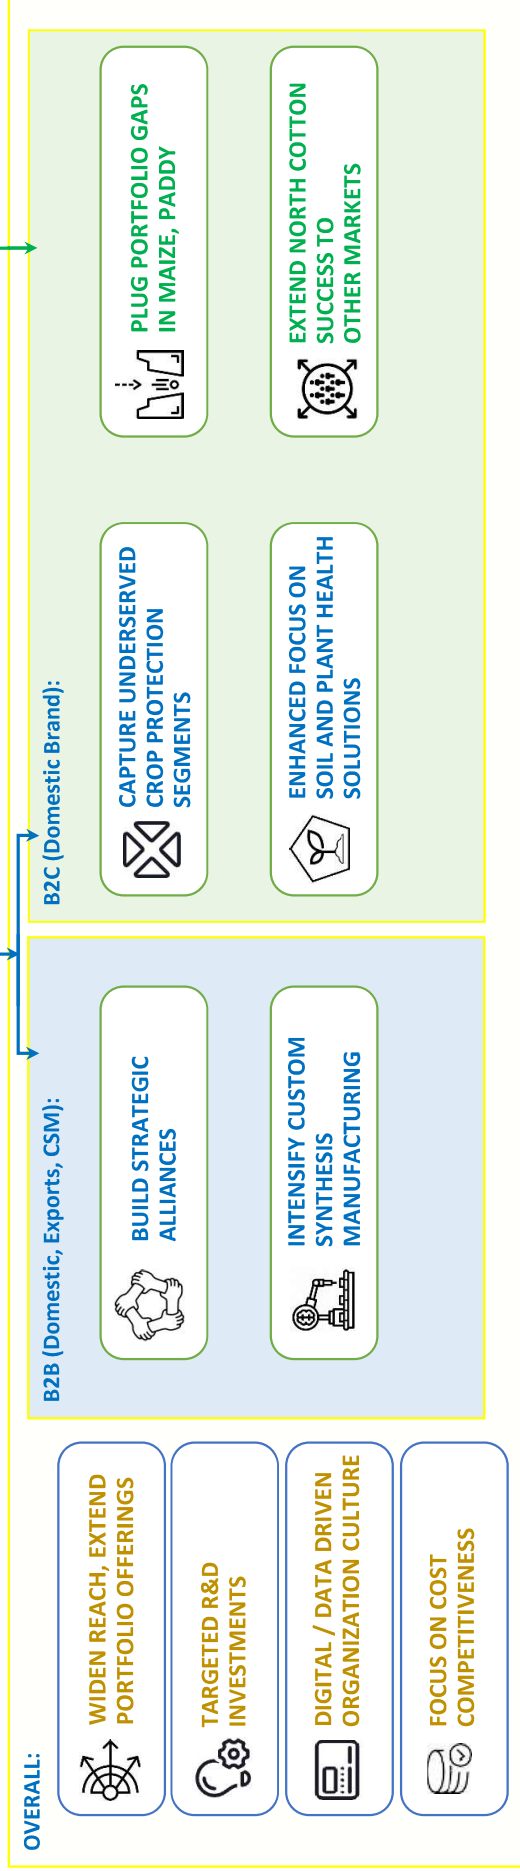 OVERALL:
WIDEN REACH, EXTEND
PORTFOLIO OFFERINGS
TARGETED R&D
INVESTMENTS
DIGITAL / DATA DRIVEN
ORGANIZATION CULTURE
FOCUS ON COST
COMPETITIVENESS
B2B (Domestic, Exports, CSM):
BUILD STRATEGIC
ALLIANCES
INTENSIFY CUSTOM
SYNTHESIS
MANUFACTURING
B2C (Domestic Brand):
CAPTURE UNDERSERVED
CROP PROTECTION
SEGMENTS
ENHANCED FOCUS ON
SOIL AND PLANT HEALTH
SOLUTIONS
PLUG PORTFOLIO GAPS
IN MAIZE, PADDY
EXTEND NORTH COTTON
SUCCESS TO
OTHER MARKETS